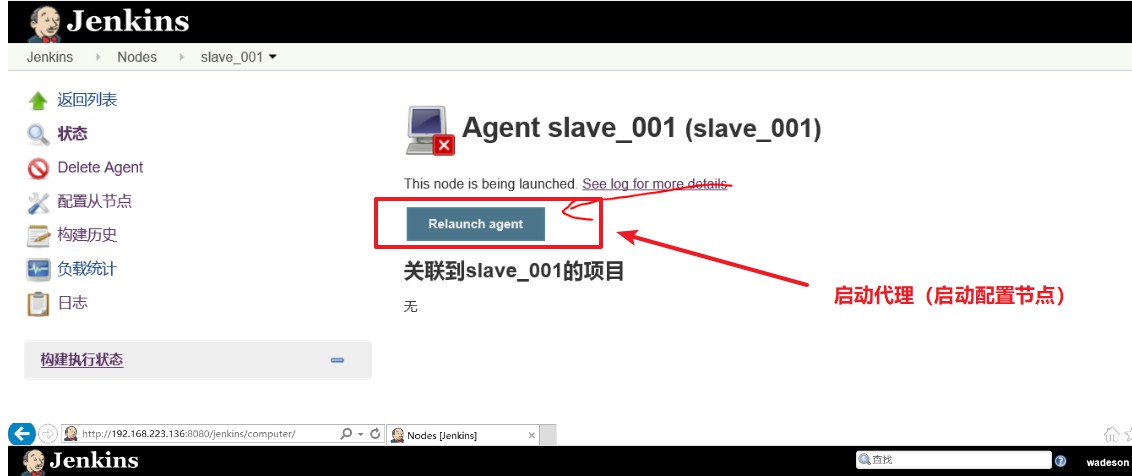 Jenkins
Jenkins Nodes slave_001
返回列表
状态
Delete Agent
配置从节点
构建历史
负载统计
日志
构建执行状态
Agent slave_001 (slave_001)
This node is being launched. See log for more details
Relaunch agent
关联到slave_001的项目
无
启动代理（启动配置节点）
http://192.168.223.136:8080/jenkins/computer/
Nodes [Jenkins]
Jenkins
查找
wadeson